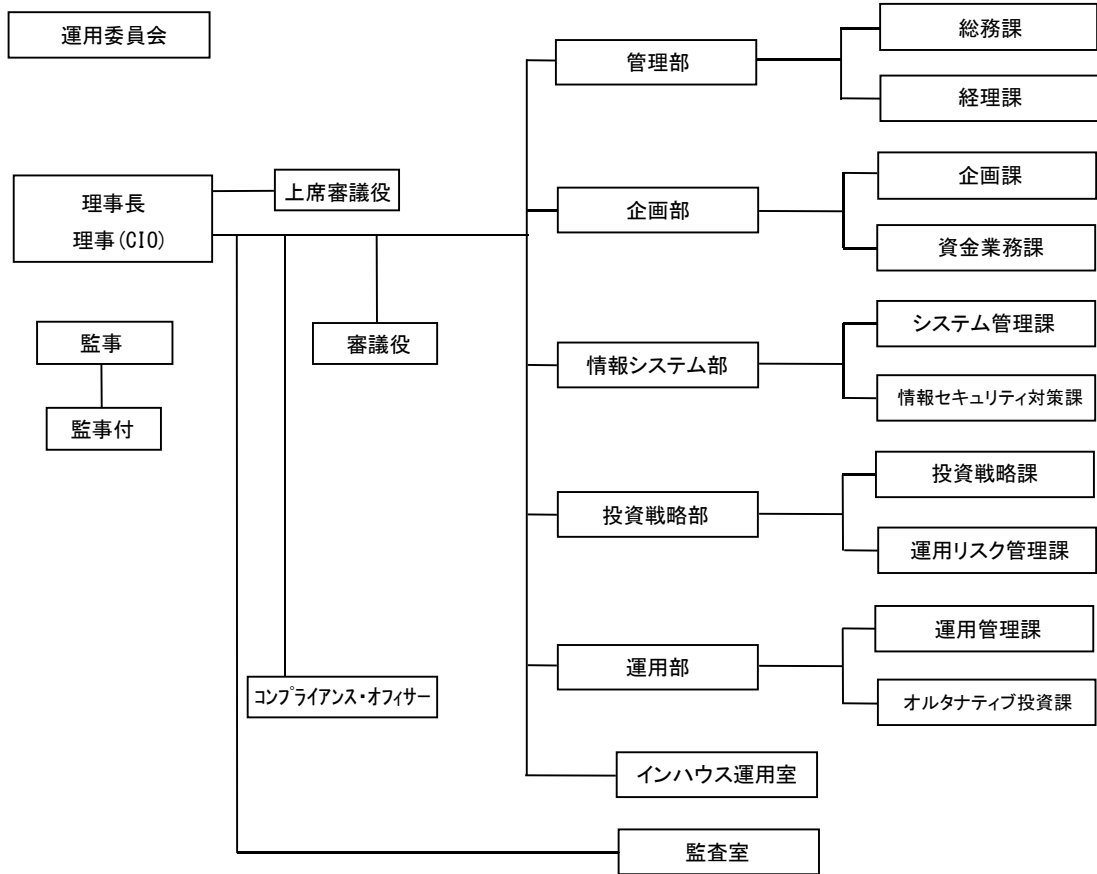 運用委員会
理事長
理事(CIO)
上席審議役
審議役
監事
監事付
コンプライアンス・オフィサー
管理部
総務課
経理課
企画部
企画課
資金業務課
情報システム部
システム管理課
情報セキュリティ対策課
投資戦略部
投資戦略課
運用リスク管理課
運用部
運用管理課
オルタナティブ投資課
インハウス運用室
監査室